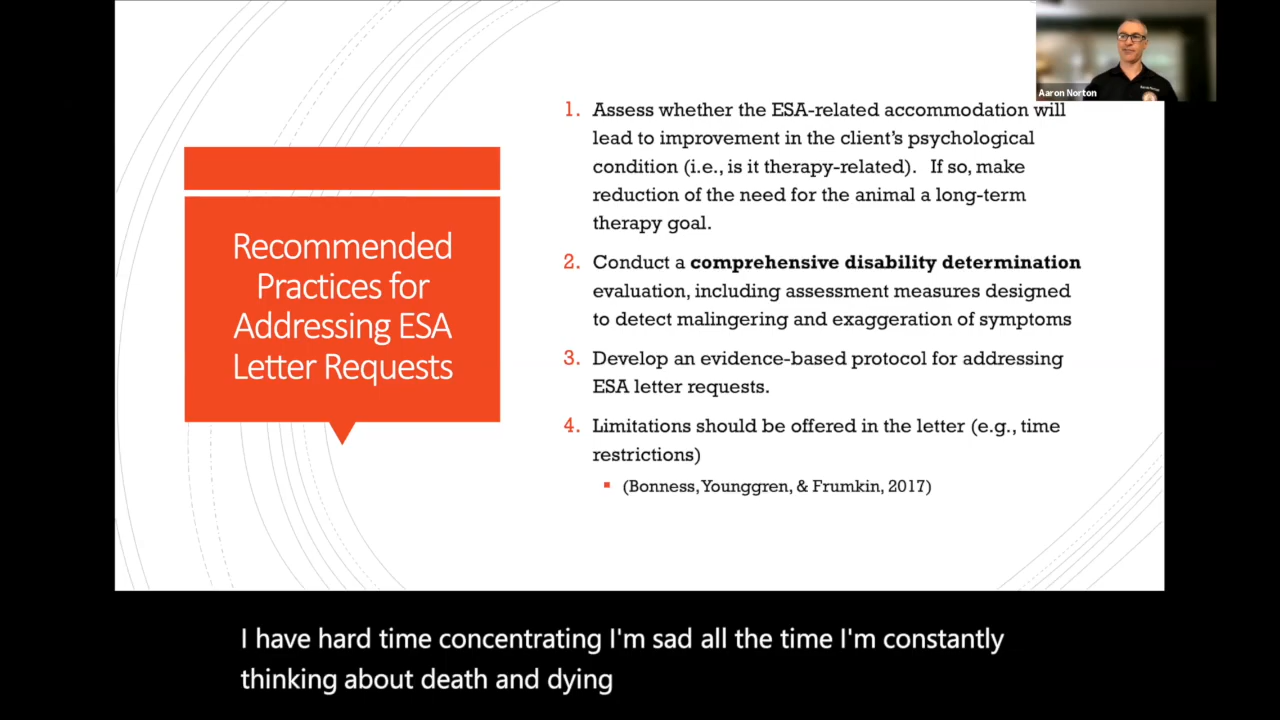 Aaron Norton
Recommended
Practices for
Addressing ESA
Letter Requests
1. Assess whether the ESA-related accommodation will
lead to improvement in the client's psychological
condition (i.e., is it therapy-related). If so, make
reduction of the need for the animal a long-term
therapy goal.
2. Conduct a comprehensive disability determination
evaluation, including assessment measures designed
to detect malingering and exaggeration of symptoms
3. Develop an evidence-based protocol for addressing
ESA letter requests.
4. Limitations should be offered in the letter (e.g., time
restrictions)
(Bonness, Younggren, & Frumkin, 2017)
I have hard time concentrating I'm sad all the time I'm constantly
thinking about death and dying